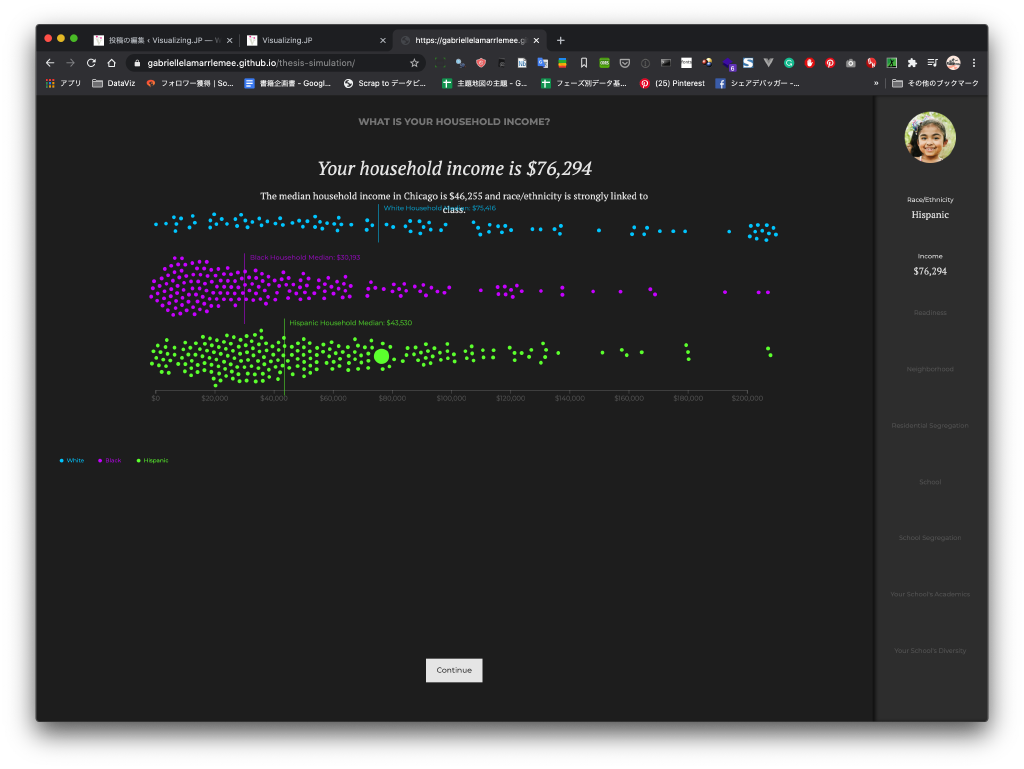 投稿の編集 ‹ Visualizing.JP — W
Visualizing.JP
https://gabriellelamarrlemee.gi
gabriellelamarrlemee.github.io/thesis-simulation/
アプリ
DataViz
フォロワー獲得 | So...
書籍企画書 - Googl...
Scrap to データビ...
主題地図の主題 - G...
フェーズ別データ基...
(25) Pinterest
シェアデバッガー -...
»
その他のブックマーク
WHAT IS YOUR HOUSEHOLD INCOME?
Your household income is $76,294
The median household income in Chicago is $46,255 and race/ethnicity is strongly linked to
class.
White Household Median: $75,416
Black Household Median: $30,193
Hispanic Household Median: $43,530
$0 $20,000 $40,000 $60,000 $80,000 $100,000 $120,000 $140,000 $160,000 $180,000 $200,000
White Black Hispanic
Continue
Race/Ethnicity
Hispanic
Income
$76,294
Readiness
Neighborhood
Residential Segregation
School
School Segregation
Your School's Academics
Your School's Diversity